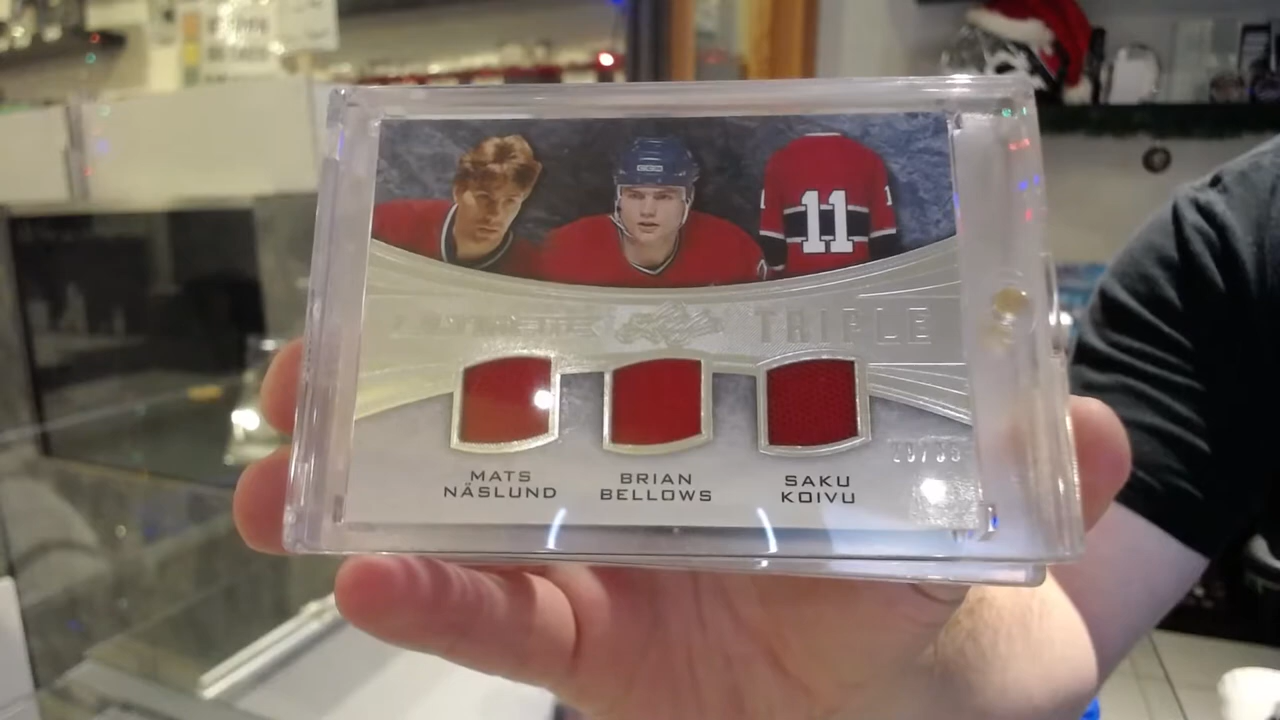 11
TRIPLE
MATS
NÄSLUND
BRIAN
BELLOWS
SAKU
KOIVU